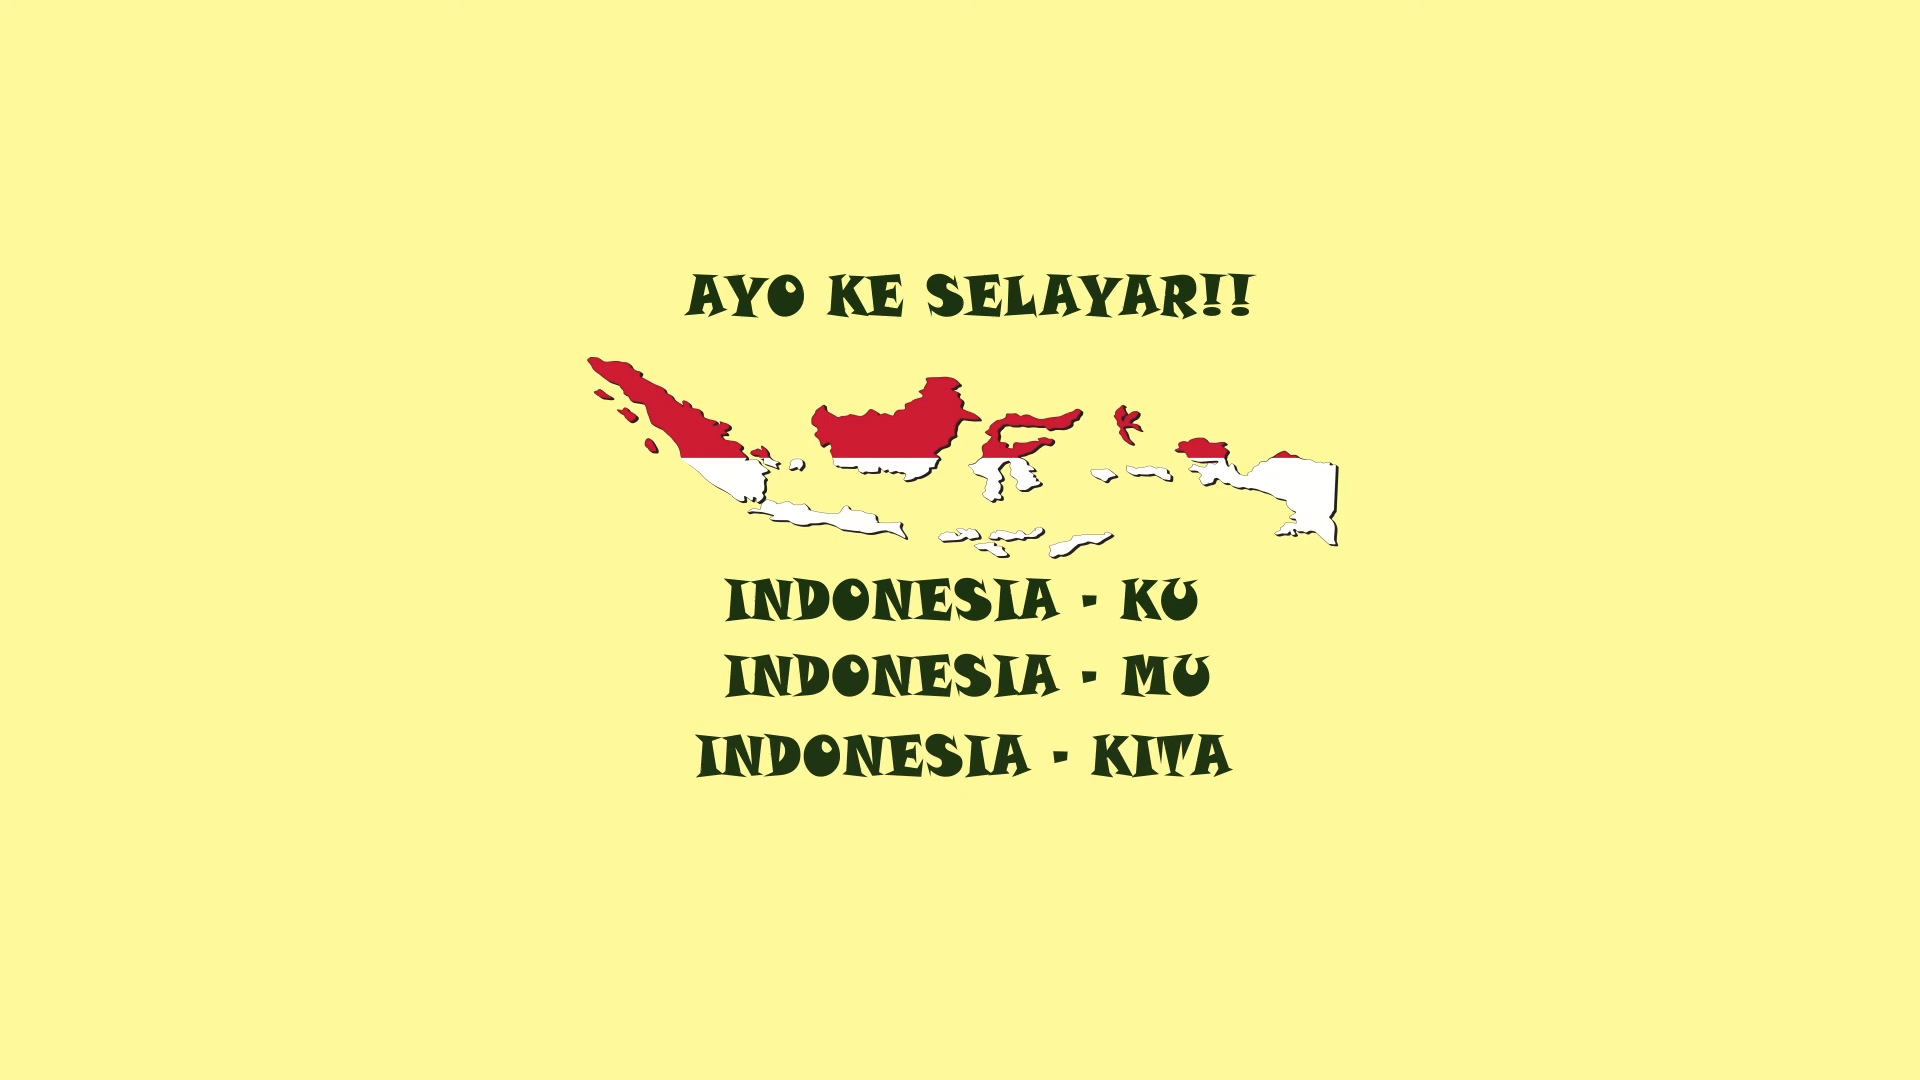 AYO KE SELAYAR!!
INDONESIA - KU
INDONESIA - MU
INDONESIA - KITA